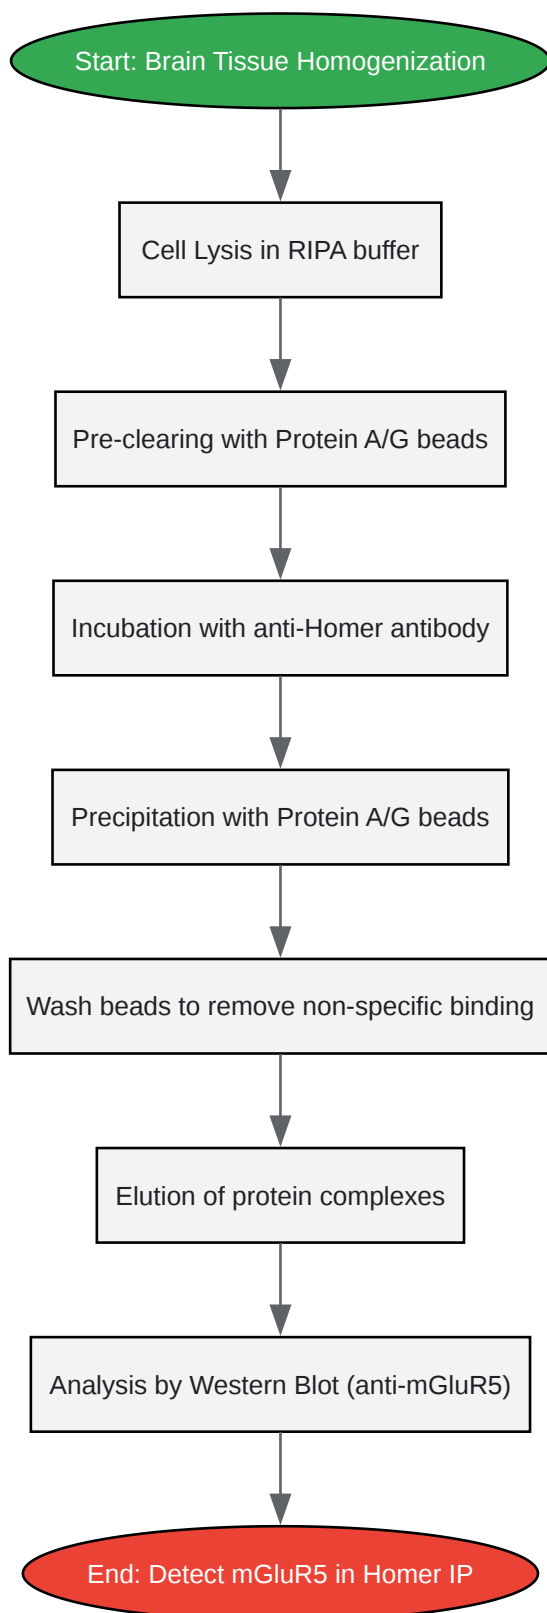 Start: Brain Tissue Homogenization
Cell Lysis in RIPA buffer
Pre-clearing with Protein A/G beads
Incubation with anti-Homer antibody
Precipitation with Protein A/G beads
Wash beads to remove non-specific binding
Elution of protein complexes
Analysis by Western Blot (anti-mGluR5)
End: Detect mGluR5 in Homer IP